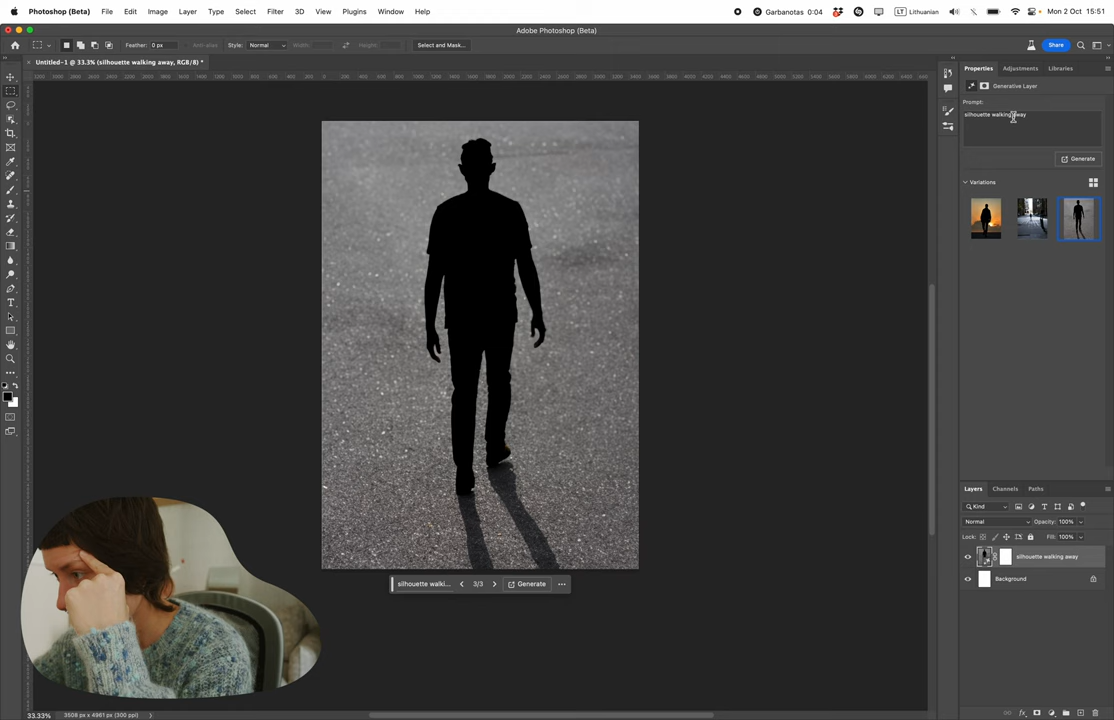 Photoshop (Beta) File Edit Image Layer Type Select Filter 3D View Plugins Window Help Garbanotas 0:04 LT Lithuanian Mon 2 Oct 15:51
Adobe Photoshop (Beta)
Feather: 0 px Anti-alias Style: Normal Width: Height: Select and Mask... Share
Untitled-1 @ 33.3% (silhouette walking away, RGB/8) *
Properties Adjustments Libraries
Generative Layer
Prompt:
silhouette walking away
Generate
Variations
silhouette walki... 3/3 Generate
Layers Channels Paths
Kind
Normal Opacity: 100%
Lock: Fill: 100%
silhouette walking away
Background
33.33% 3508 px x 4961 px (300 ppi)